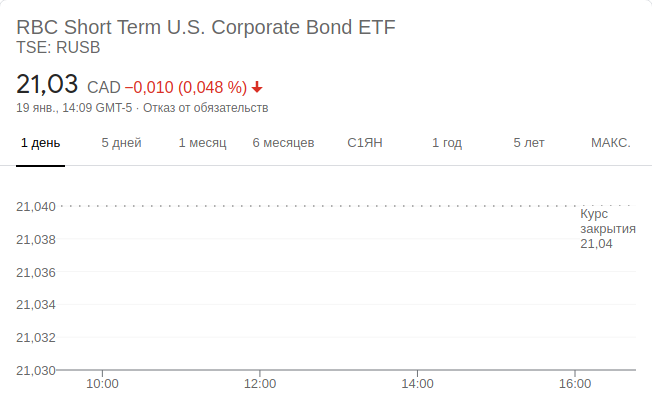 RBC Short Term U.S. Corporate Bond ETF
TSE: RUSB
21,03 CAD −0,010 (0,048 %)
19 янв., 14:09 GMT-5 · Отказ от обязательств
1 день 5 дней 1 месяц 6 месяцев С1ЯН 1 год 5 лет МАКС.
21,040
Курс
закрытия
21,04
21,038
21,036
21,034
21,032
21,030
10:00 12:00 14:00 16:00